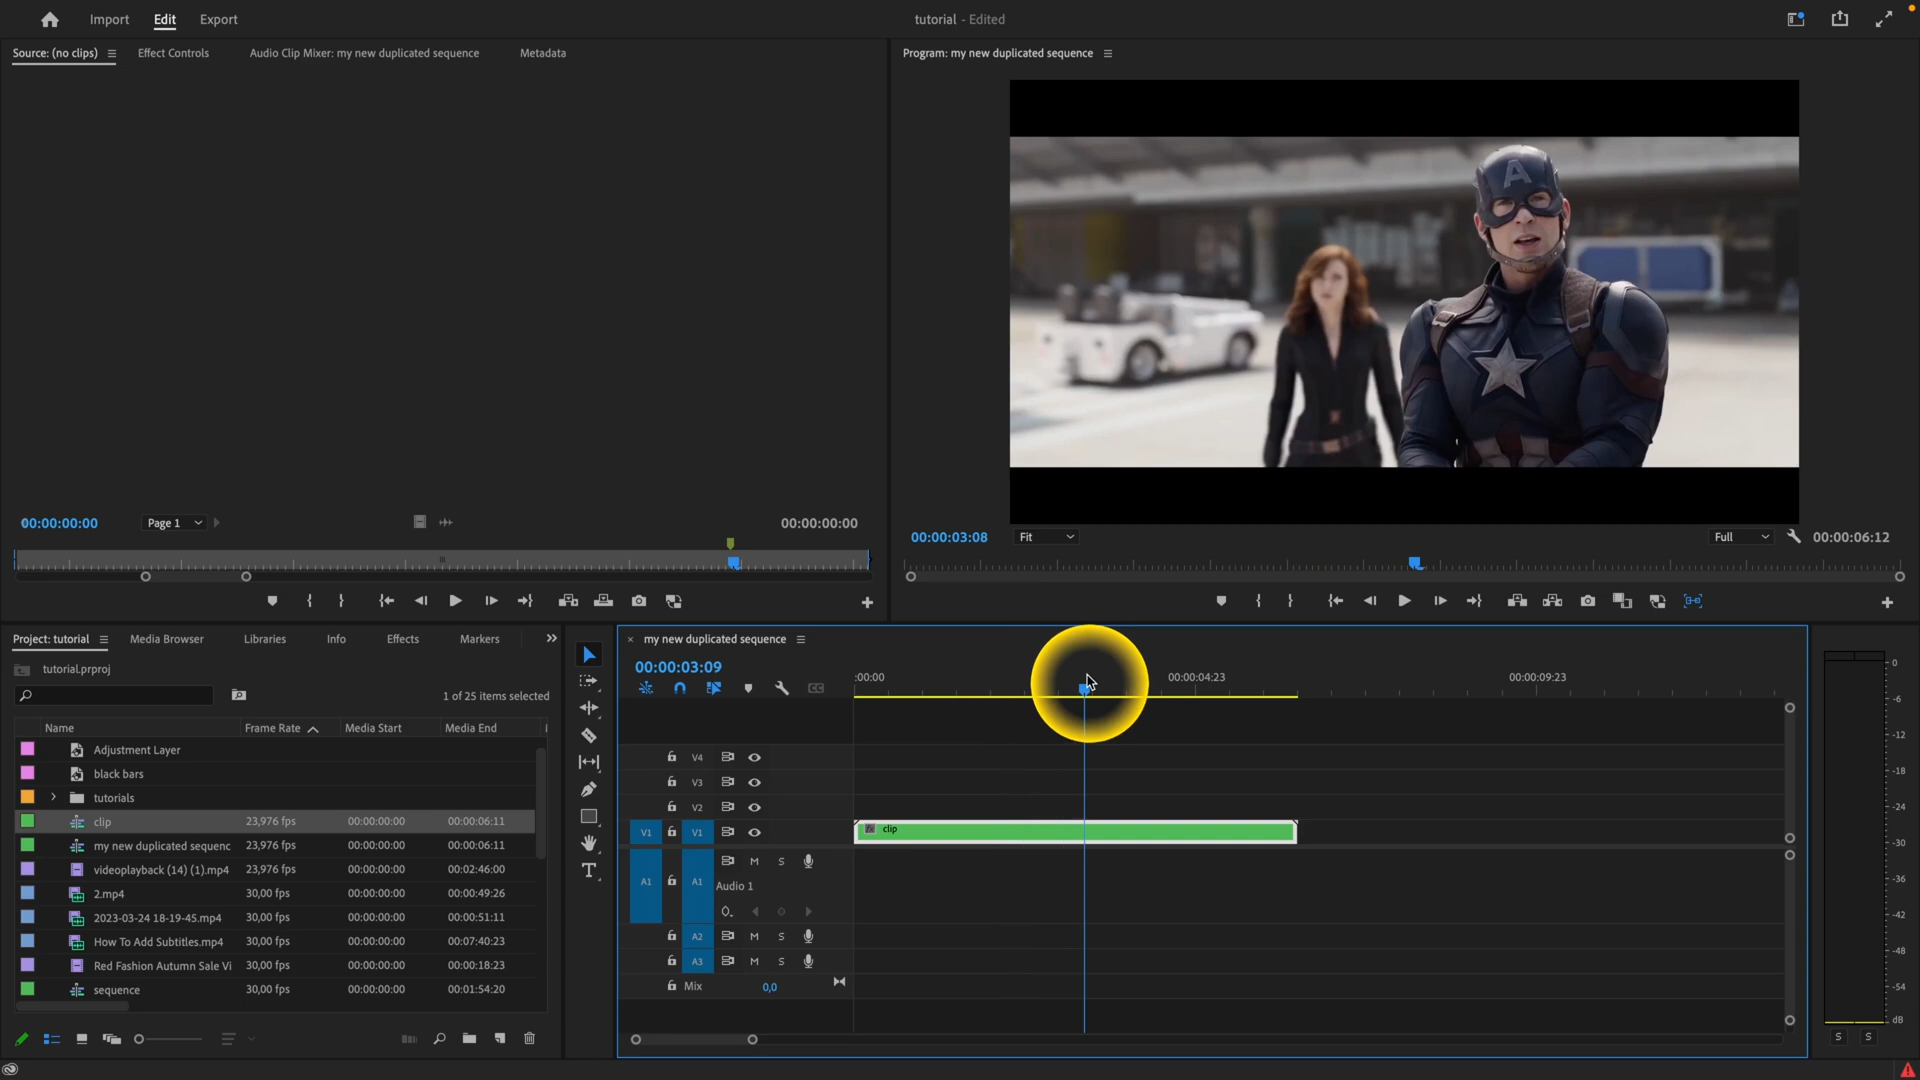 Import Edit Export
tutorial - Edited
Source: (no clips) Effect Controls Audio Clip Mixer: my new duplicated sequence Metadata
Program: my new duplicated sequence
A
00:00:00:00 Page 1 00:00:00:00
00:00:03:08 Fit Full 00:00:06:12
Project: tutorial Media Browser Libraries Info Effects Markers
tutorial.prproj
1 of 25 items selected
Name Frame Rate Media Start Media End
Adjustment Layer
black bars
tutorials
clip 23,976 fps 00:00:00:00 00:00:06:11
my new duplicated sequenc 23,976 fps 00:00:00:00 00:00:06:11
videoplayback (14) (1).mp4 23,976 fps 00:00:00:00 00:02:46:00
2.mp4 30,00 fps 00:00:00:00 00:00:49:26
2023-03-24 18-19-45.mp4 30,00 fps 00:00:00:00 00:00:51:11
How To Add Subtitles.mp4 30,00 fps 00:00:00:00 00:07:40:23
Red Fashion Autumn Sale Vi 30,00 fps 00:00:00:00 00:00:18:23
sequence 30,00 fps 00:00:00:00 00:01:54:20
my new duplicated sequence
00:00:03:09
:00:00 00:00:04:23 00:00:09:23
V4
V3
V2
V1 V1 clip
A1 A1 M S
Audio 1
A2 M S
A3 M S
Mix 0,0
0
-6
-12
-18
-24
-30
-36
-42
-48
-54
dB
S S